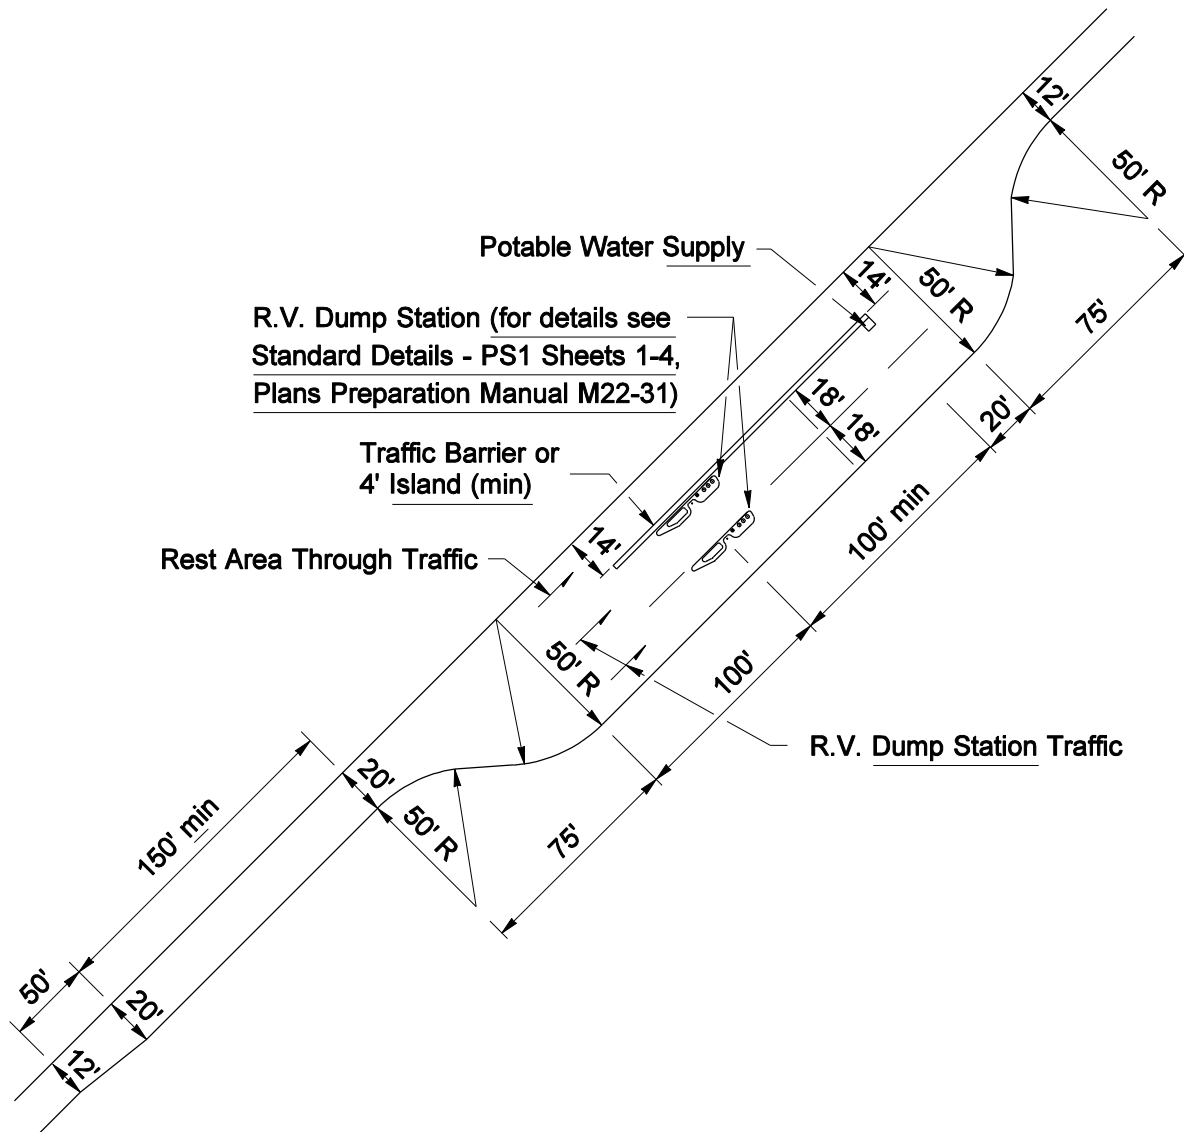 12'
50' R
Potable Water Supply
14'
50' R
75'
R.V. Dump Station (for details see
Standard Details - PS1 Sheets 1-4,
Plans Preparation Manual M22-31)
18'
18'
20'
Traffic Barrier or
4' Island (min)
100' min
14'
Rest Area Through Traffic
50' R
100'
R.V. Dump Station Traffic
20'
50' R
75'
150' min
50'
20'
12'